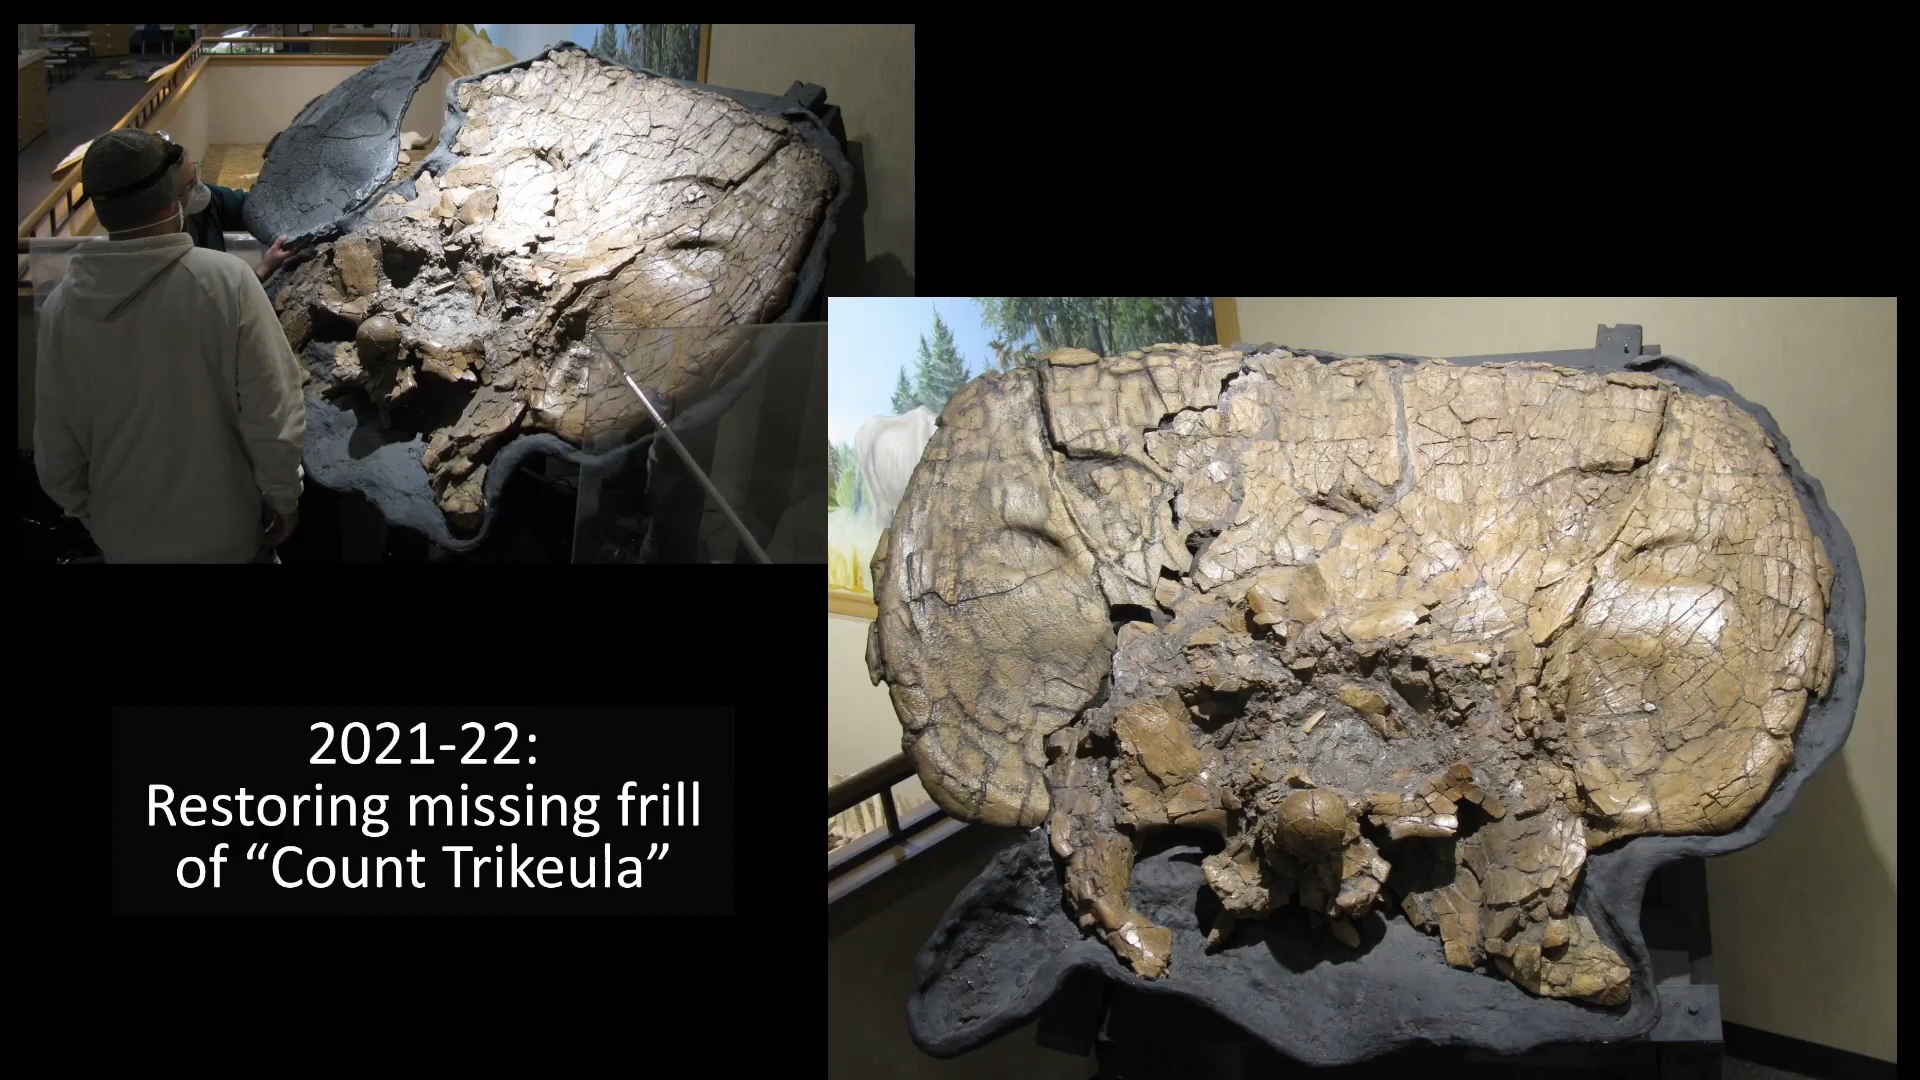 2021-22:
Restoring missing frill
of “Count Trikeula”